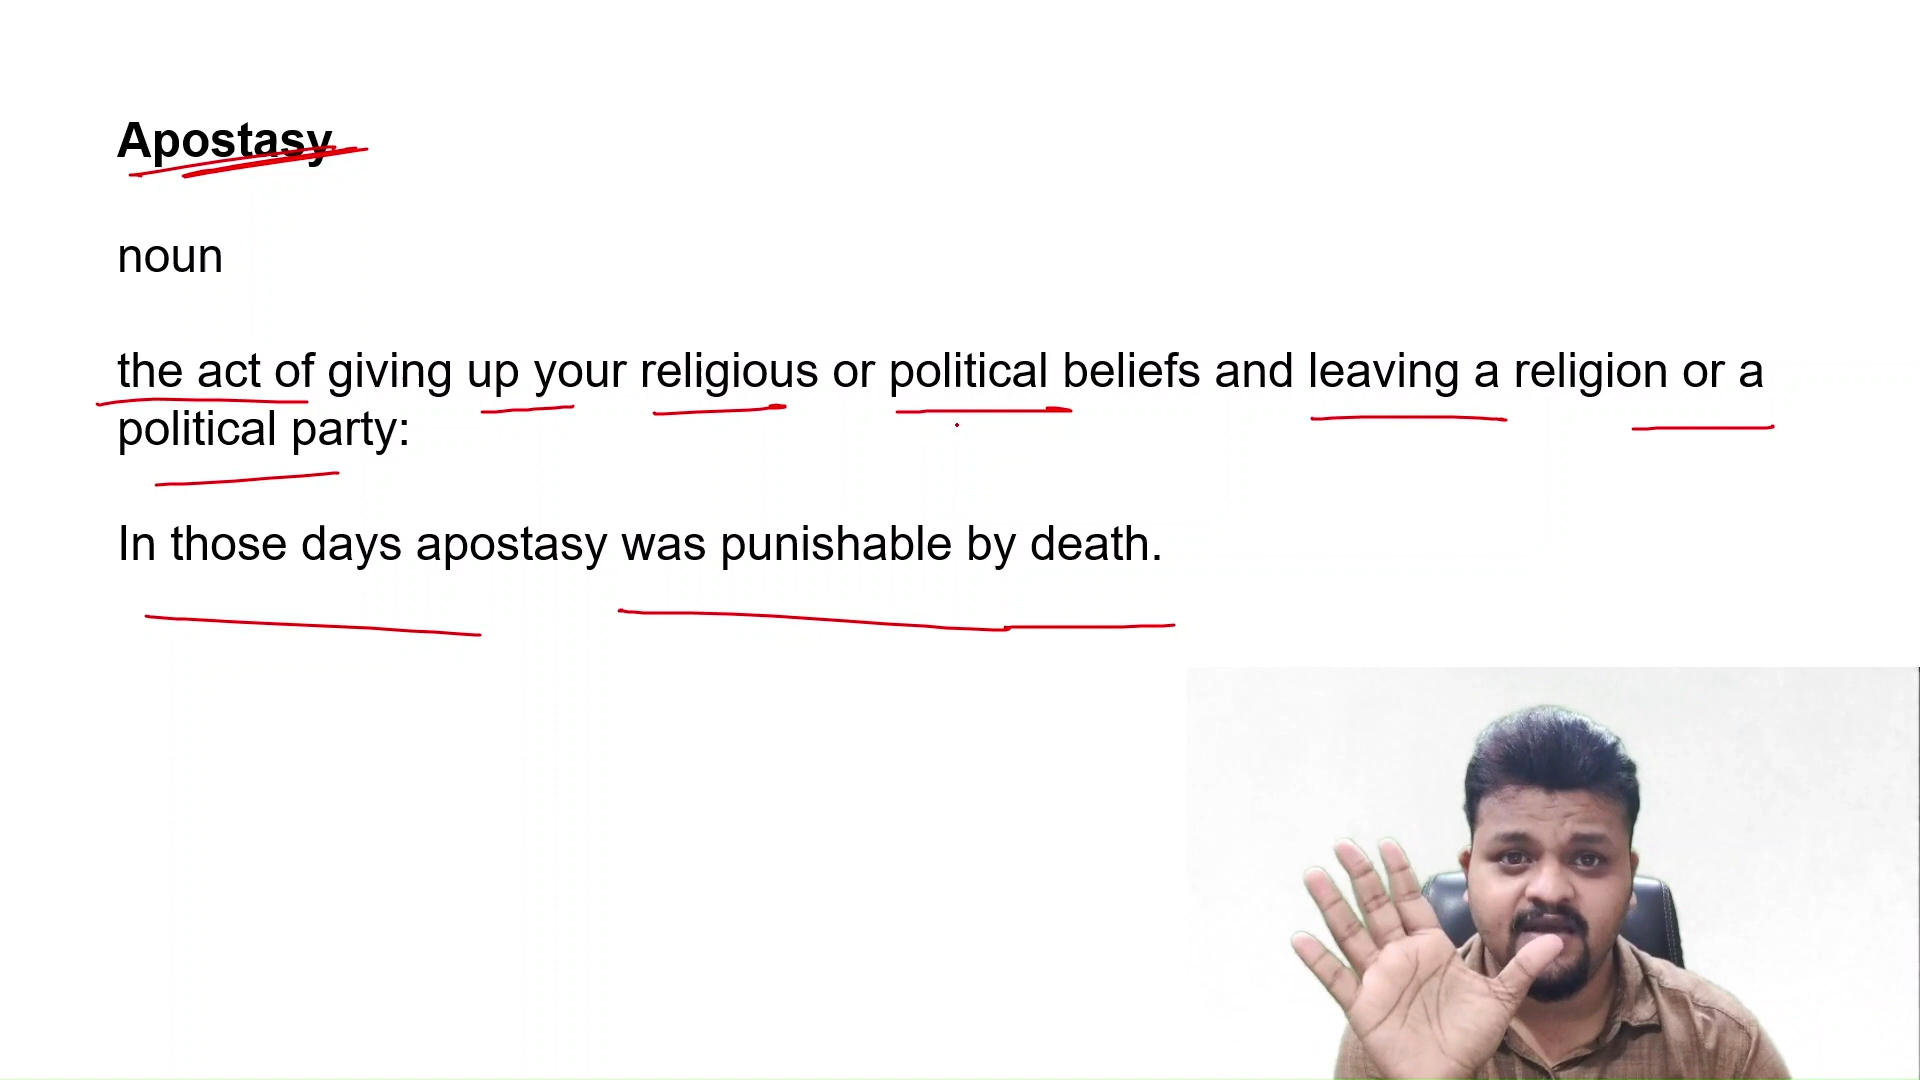 Apostasy
noun
the act of giving up your religious or political beliefs and leaving a religion or a
political party:
In those days apostasy was punishable by death.